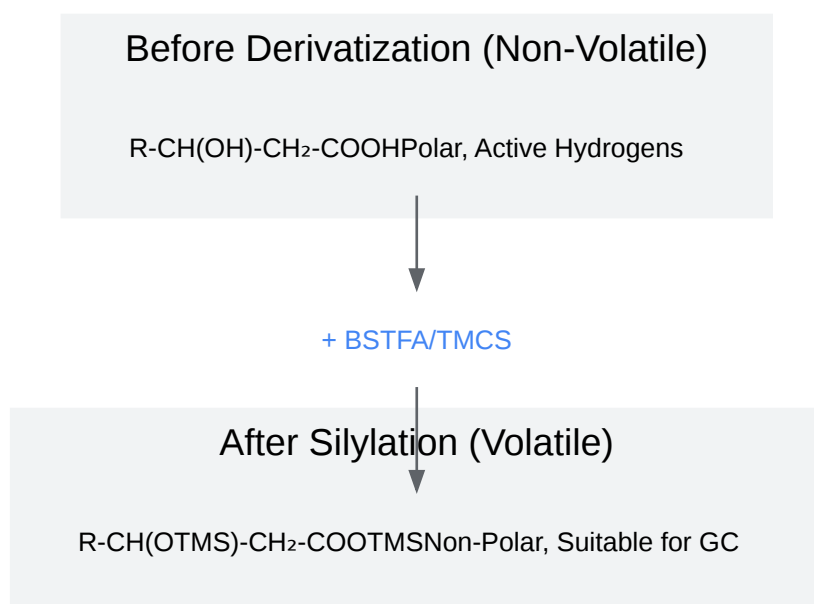 Before Derivatization (Non-Volatile)
R-CH(OH)-CH₂-COOHPolar, Active Hydrogens
+ BSTFA/TMCS
After Silylation (Volatile)
R-CH(OTMS)-CH₂-COOTMSNon-Polar, Suitable for GC